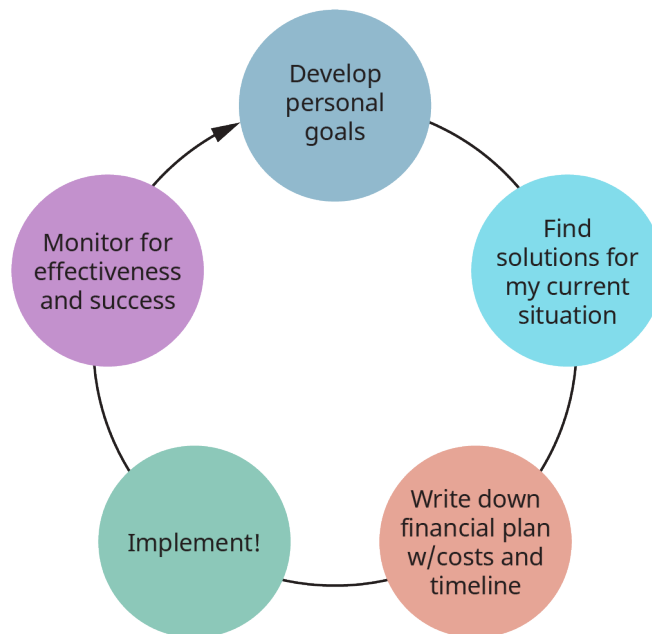 Develop
personal
goals
Find
solutions for
my current
situation
Write down
financial plan
w/costs and
timeline
Implement!
Monitor for
effectiveness
and success